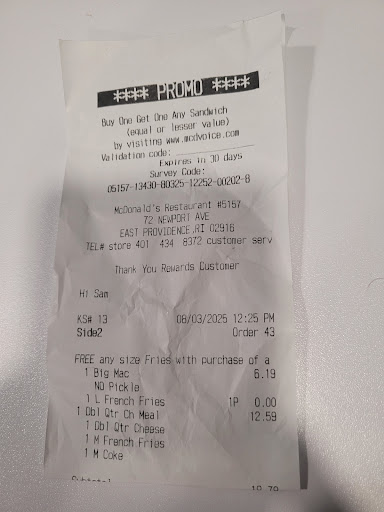 **** PROMO ****
Buy One Get One Any Sandwich
(equal or lesser value)
by visiting www.mcdvoice.com
Validation code:
Expires in 30 days
Survey Code:
05157-13430-80325-12252-00202-8
McDonald's Restaurant #5157
72 NEWPORT AVE
EAST PROVIDENCE,RI 02916
TEL# store 401 434 8372 customer serv
Thank You Rewards Customer
Hi Sam
KS# 13 08/03/2025 12:25 PM
Side2 Order 43
FREE any size Fries with purchase of a
1 Big Mac 6.19
NO Pickle
1 L French Fries 1P 0.00
1 Dbl Qtr Ch Meal 12.59
1 Dbl Qtr Cheese
1 M French Fries
1 M Coke